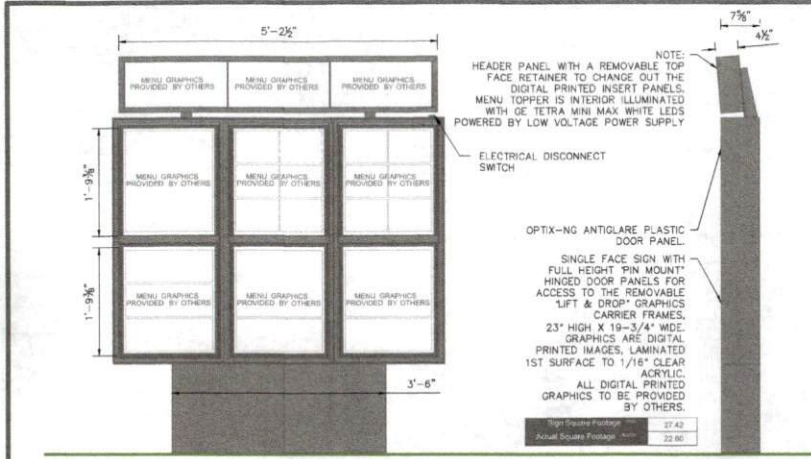 5'-2½"
7⅝"
4½"
NOTE:
HEADER PANEL WITH A REMOVABLE TOP
FACE RETAINER TO CHANGE OUT THE
DIGITAL PRINTED INSERT PANELS.
MENU TOPPER IS INTERIOR ILLUMINATED
WITH GE TETRA MINI MAX WHITE LEDS
POWERED BY LOW VOLTAGE POWER SUPPLY
MENU GRAPHICS
PROVIDED BY OTHERS
MENU GRAPHICS
PROVIDED BY OTHERS
MENU GRAPHICS
PROVIDED BY OTHERS
ELECTRICAL DISCONNECT
SWITCH
1'-9⅜"
MENU GRAPHICS
PROVIDED BY OTHERS
MENU GRAPHICS
PROVIDED BY OTHERS
MENU GRAPHICS
PROVIDED BY OTHERS
OPTIX-NG ANTIGLARE PLASTIC
DOOR PANEL.
1'-9⅜"
MENU GRAPHICS
PROVIDED BY OTHERS
MENU GRAPHICS
PROVIDED BY OTHERS
MENU GRAPHICS
PROVIDED BY OTHERS
SINGLE FACE SIGN WITH
FULL HEIGHT "PIN MOUNT"
HINGED DOOR PANELS FOR
ACCESS TO THE REMOVABLE
"LIFT & DROP" GRAPHICS
CARRIER FRAMES.
23" HIGH X 19-3/4" WIDE.
GRAPHICS ARE DIGITAL
PRINTED IMAGES, LAMINATED
1ST SURFACE TO 1/16" CLEAR
ACRYLIC.
ALL DIGITAL PRINTED
GRAPHICS TO BE PROVIDED
BY OTHERS.
3'-6"
Sign Square Footage 27.42
Actual Square Footage 22.60